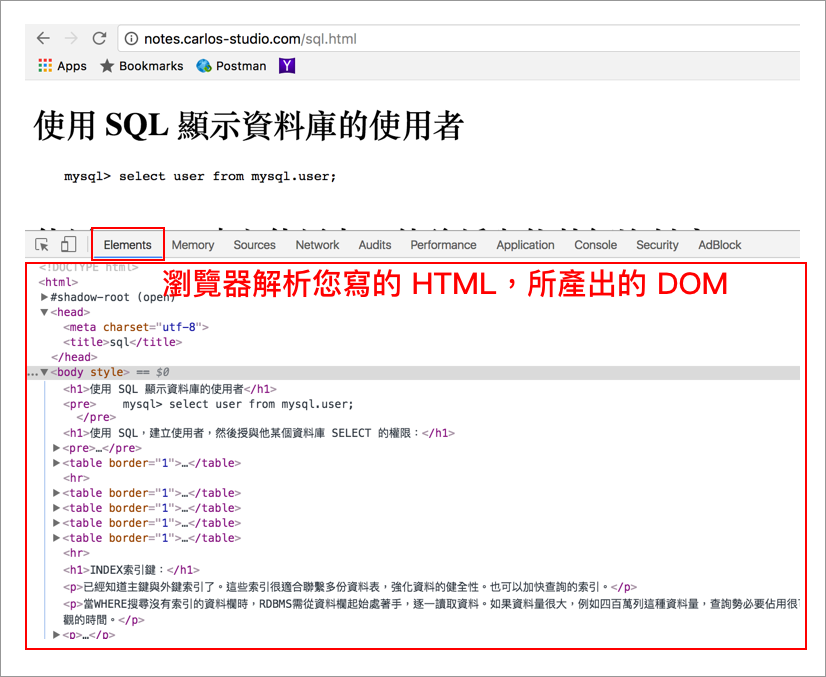 notes.carlos-studio.com/sql.html
Apps Bookmarks Postman Y
使用 SQL 顯示資料庫的使用者
mysql> select user from mysql.user;
Elements Memory Sources Network Audits Performance Application Console Security AdBlock
瀏覽器解析您寫的 HTML，所產出的 DOM
<!DOCTYPE html>
<html>
▶#shadow-root (open)
▼<head>
<meta charset="utf-8">
<title>sql</title>
</head>
…▼<body style> == $0
<h1>使用 SQL 顯示資料庫的使用者</h1>
<pre>    mysql> select user from mysql.user;
</pre>
<h1>使用 SQL，建立使用者，然後授與他某個資料庫 SELECT 的權限：</h1>
▶<pre>…</pre>
▶<table border="1">…</table>
<hr>
▶<table border="1">…</table>
▶<table border="1">…</table>
▶<table border="1">…</table>
▶<table border="1">…</table>
<hr>
<h1>INDEX索引鍵：</h1>
<p>已經知道主鍵與外鍵索引了。這些索引很適合聯繫多份資料表，強化資料的健全性。也可以加快查詢的索引。</p>
<p>當WHERE搜尋沒有索引的資料欄時，RDBMS需從資料欄起始處著手，逐一讀取資料。如果資料量很大，例如四百萬列這種資料量，查詢勢必要佔用很
觀的時間。</p>
▶<p>…</p>